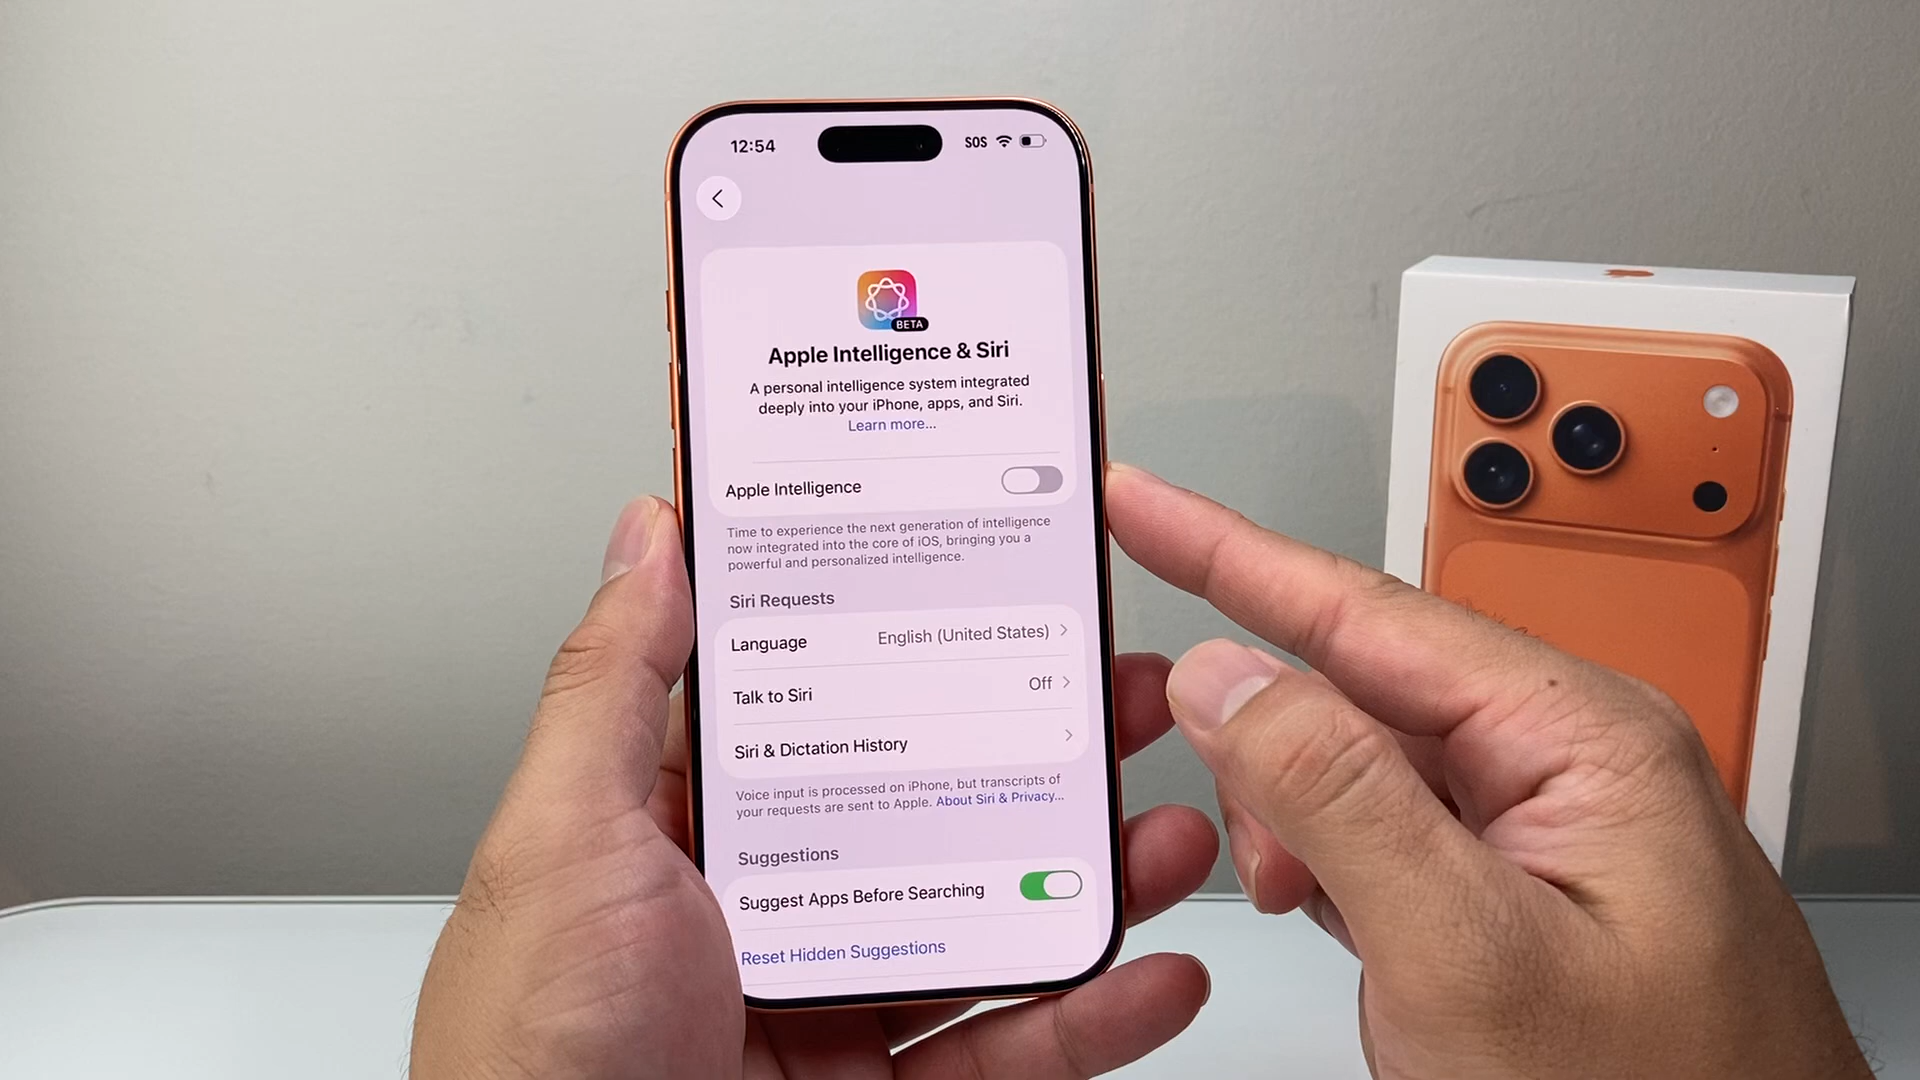 12:54
SOS
BETA
Apple Intelligence & Siri
A personal intelligence system integrated
deeply into your iPhone, apps, and Siri.
Learn more...
Apple Intelligence
Time to experience the next generation of intelligence
now integrated into the core of iOS, bringing you a
powerful and personalized intelligence.
Siri Requests
Language English (United States)
Talk to Siri Off
Siri & Dictation History
Voice input is processed on iPhone, but transcripts of
your requests are sent to Apple. About Siri & Privacy...
Suggestions
Suggest Apps Before Searching
Reset Hidden Suggestions